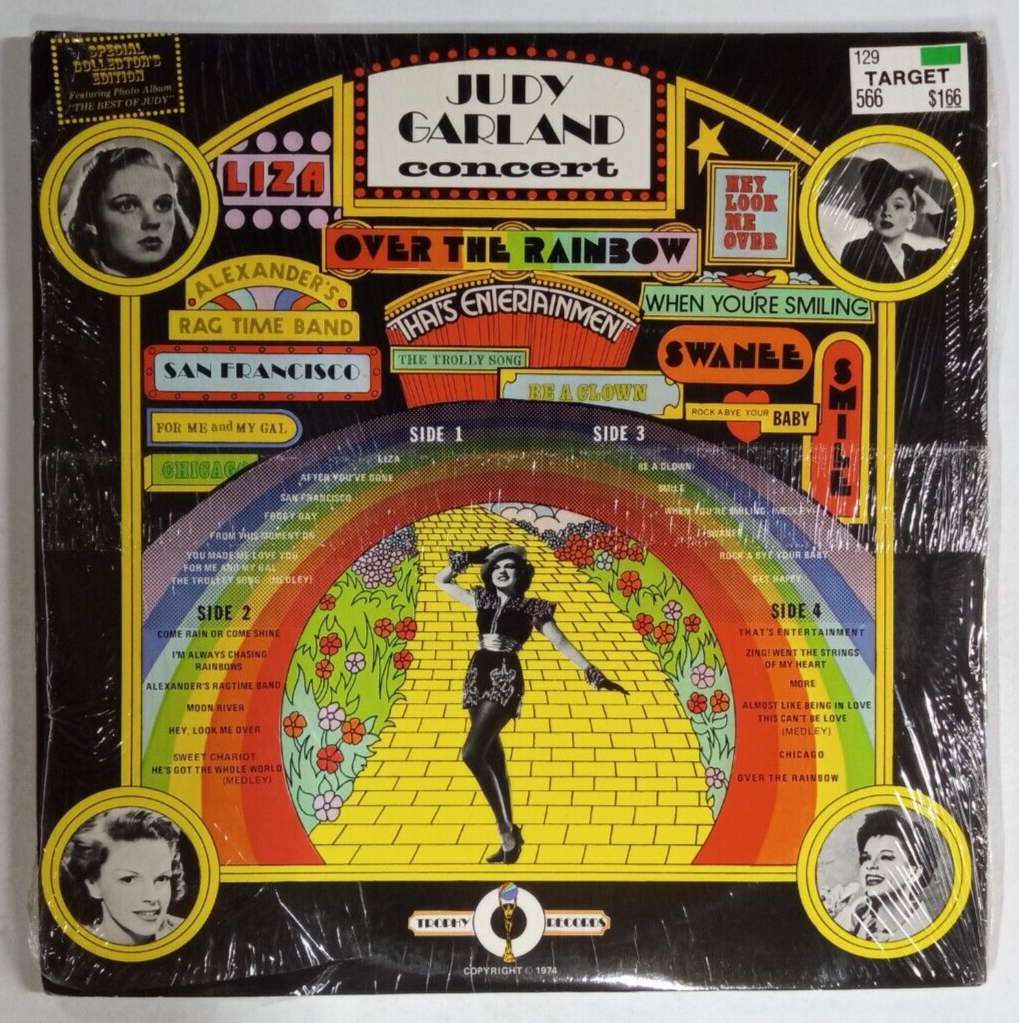 SPECIAL
COLLECTOR'S
EDITION
Featuring Photo Album
"THE BEST OF JUDY"
129
TARGET
566 $1.66
JUDY
GARLAND
concert
LIZA
HEY
LOOK
ME
OVER
OVER THE RAINBOW
ALEXANDER'S
RAG TIME BAND
"THAT'S ENTERTAINMENT"
WHEN YOU'RE SMILING
SAN FRANCISCO
THE TROLLY SONG
SWANEE
BE A CLOWN
SMILE
ROCK A BYE YOUR BABY
FOR ME and MY GAL
CHICAGO
SIDE 1
LIZA
AFTER YOU'VE GONE
SAN FRANCISCO
FOGGY DAY
FROM THIS MOMENT ON
YOU MADE ME LOVE YOU
FOR ME AND MY GAL
THE TROLLEY SONG (MEDLEY)
SIDE 3
BE A CLOWN
SMILE
WHEN YOU'RE SMILING (MEDLEY)
SWANEE
ROCK A BYE YOUR BABY
GET HAPPY
SIDE 2
COME RAIN OR COME SHINE
I'M ALWAYS CHASING
RAINBOWS
ALEXANDER'S RAGTIME BAND
MOON RIVER
HEY, LOOK ME OVER
SWEET CHARIOT
HE'S GOT THE WHOLE WORLD
(MEDLEY)
SIDE 4
THAT'S ENTERTAINMENT
ZING! WENT THE STRINGS
OF MY HEART
MORE
ALMOST LIKE BEING IN LOVE
THIS CAN'T BE LOVE
(MEDLEY)
CHICAGO
OVER THE RAINBOW
TROPHY RECORDS
COPYRIGHT © 1974